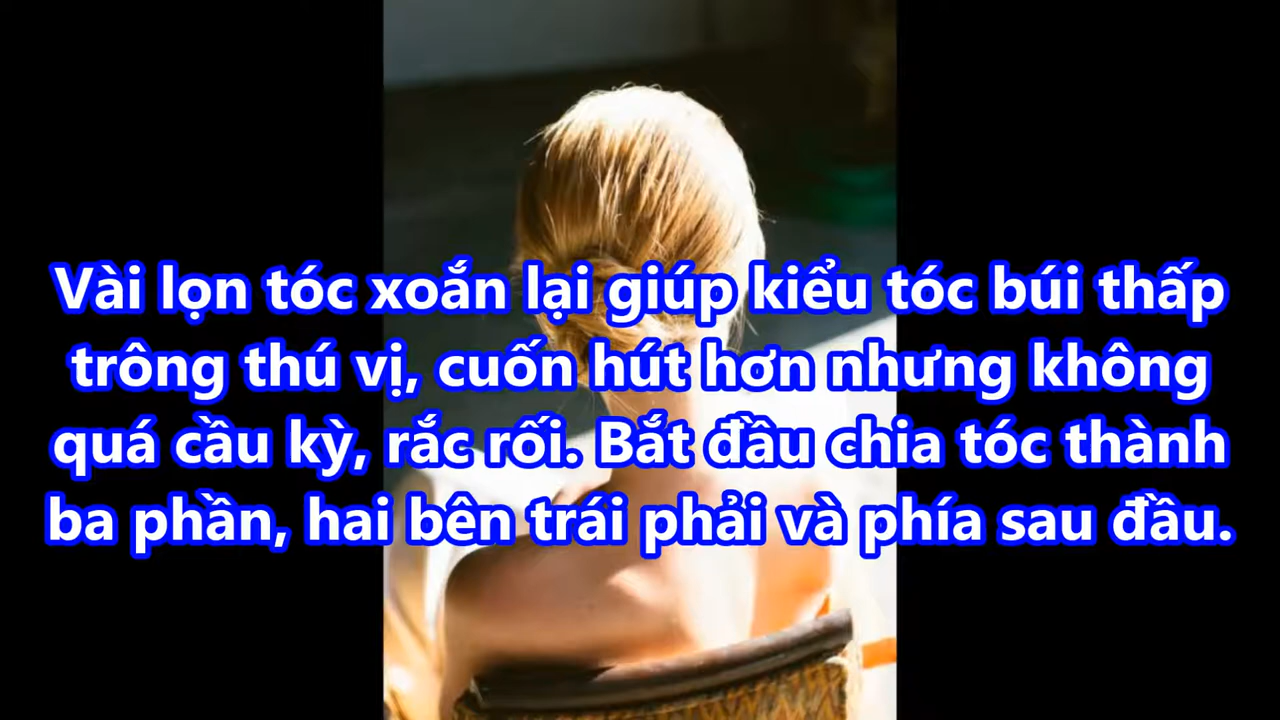 Vài lọn tóc xoắn lại giúp kiểu tóc búi thấp
trông thú vị, cuốn hút hơn nhưng không
quá cầu kỳ, rắc rối. Bắt đầu chia tóc thành
ba phần, hai bên trái phải và phía sau đầu.